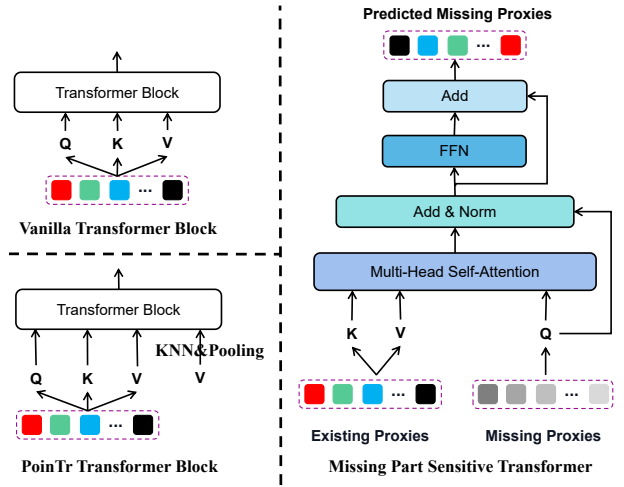 Transformer Block
Q K V
...
Vanilla Transformer Block
Transformer Block
KNN&Pooling
Q K V V
...
PoinTr Transformer Block
Predicted Missing Proxies
...
Add
FFN
Add & Norm
Multi-Head Self-Attention
K V Q
... ...
Existing Proxies Missing Proxies
Missing Part Sensitive Transformer